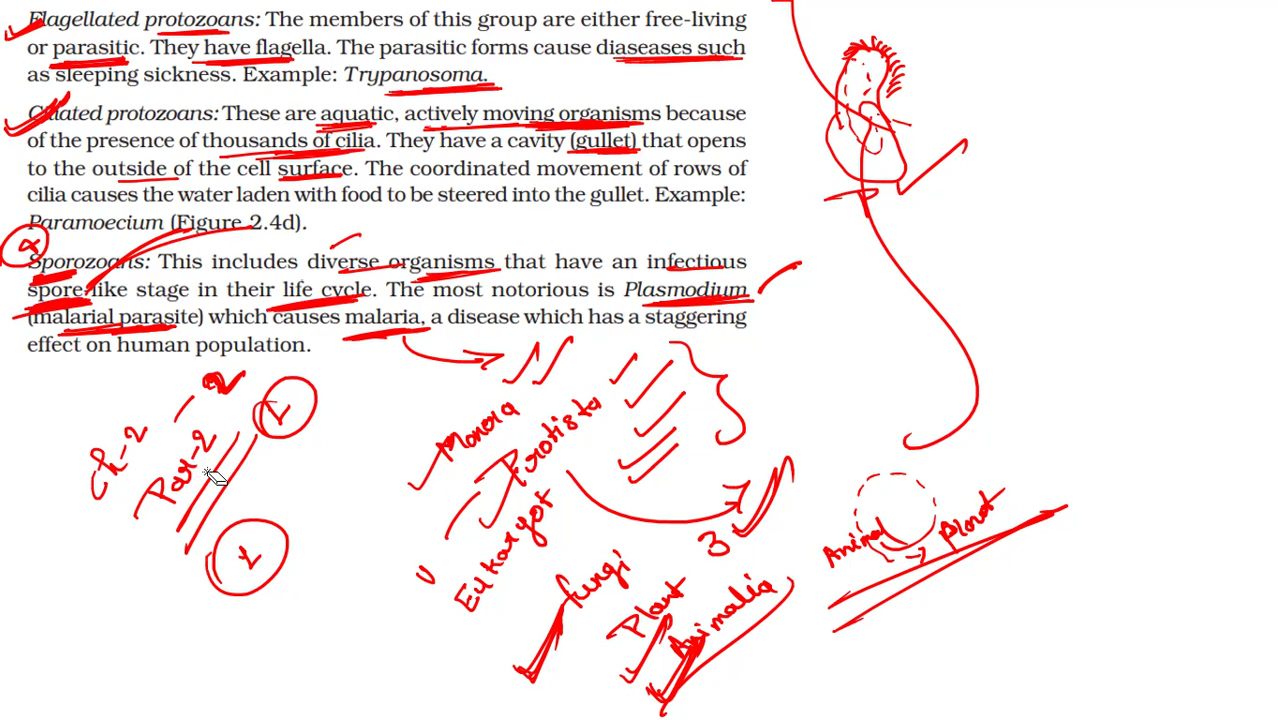 Flagellated protozoans: The members of this group are either free-living
or parasitic. They have flagella. The parasitic forms cause diaseases such
as sleeping sickness. Example: Trypanosoma.
Ciliated protozoans: These are aquatic, actively moving organisms because
of the presence of thousands of cilia. They have a cavity (gullet) that opens
to the outside of the cell surface. The coordinated movement of rows of
cilia causes the water laden with food to be steered into the gullet. Example:
Paramoecium (Figure 2.4d).
4
Sporozoans: This includes diverse organisms that have an infectious
spore-like stage in their life cycle. The most notorious is Plasmodium
(malarial parasite) which causes malaria, a disease which has a staggering
effect on human population.
Ch-2
Par-2
2
Monera
Protista
Eukaryot
3
fungi
Plant
Animalia
Animal
Plant